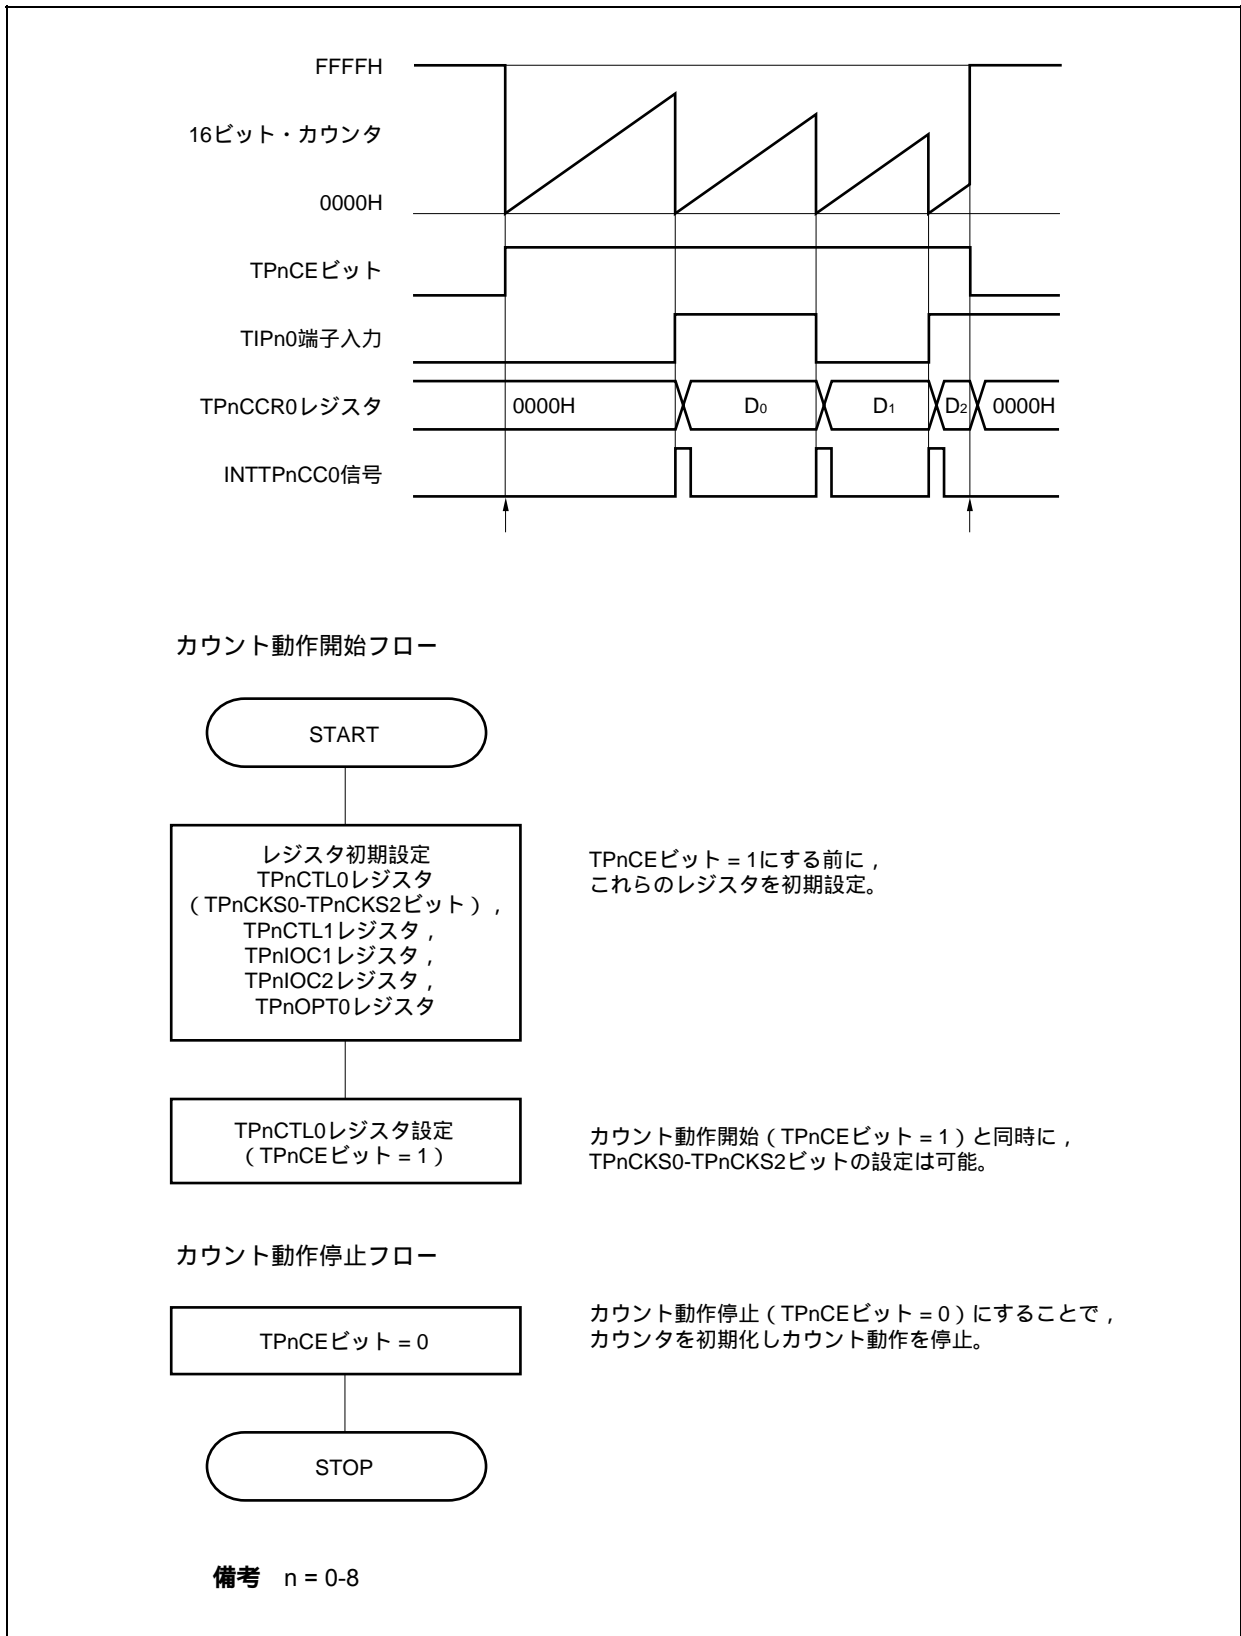 FFFFH
16ビット・カウンタ
0000H
TPnCEビット
TIPn0端子入力
TPnCCR0レジスタ
0000H D0 D1 D2 0000H
INTTPnCC0信号
カウント動作開始フロー
START
レジスタ初期設定
TPnCTL0レジスタ
（TPnCKS0-TPnCKS2ビット），
TPnCTL1レジスタ，
TPnIOC1レジスタ，
TPnIOC2レジスタ，
TPnOPT0レジスタ
TPnCEビット = 1にする前に，
これらのレジスタを初期設定。
TPnCTL0レジスタ設定
（TPnCEビット = 1）
カウント動作開始（TPnCEビット = 1）と同時に，
TPnCKS0-TPnCKS2ビットの設定は可能。
カウント動作停止フロー
TPnCEビット = 0
カウント動作停止（TPnCEビット = 0）にすることで，
カウンタを初期化しカウント動作を停止。
STOP
備考 n = 0-8